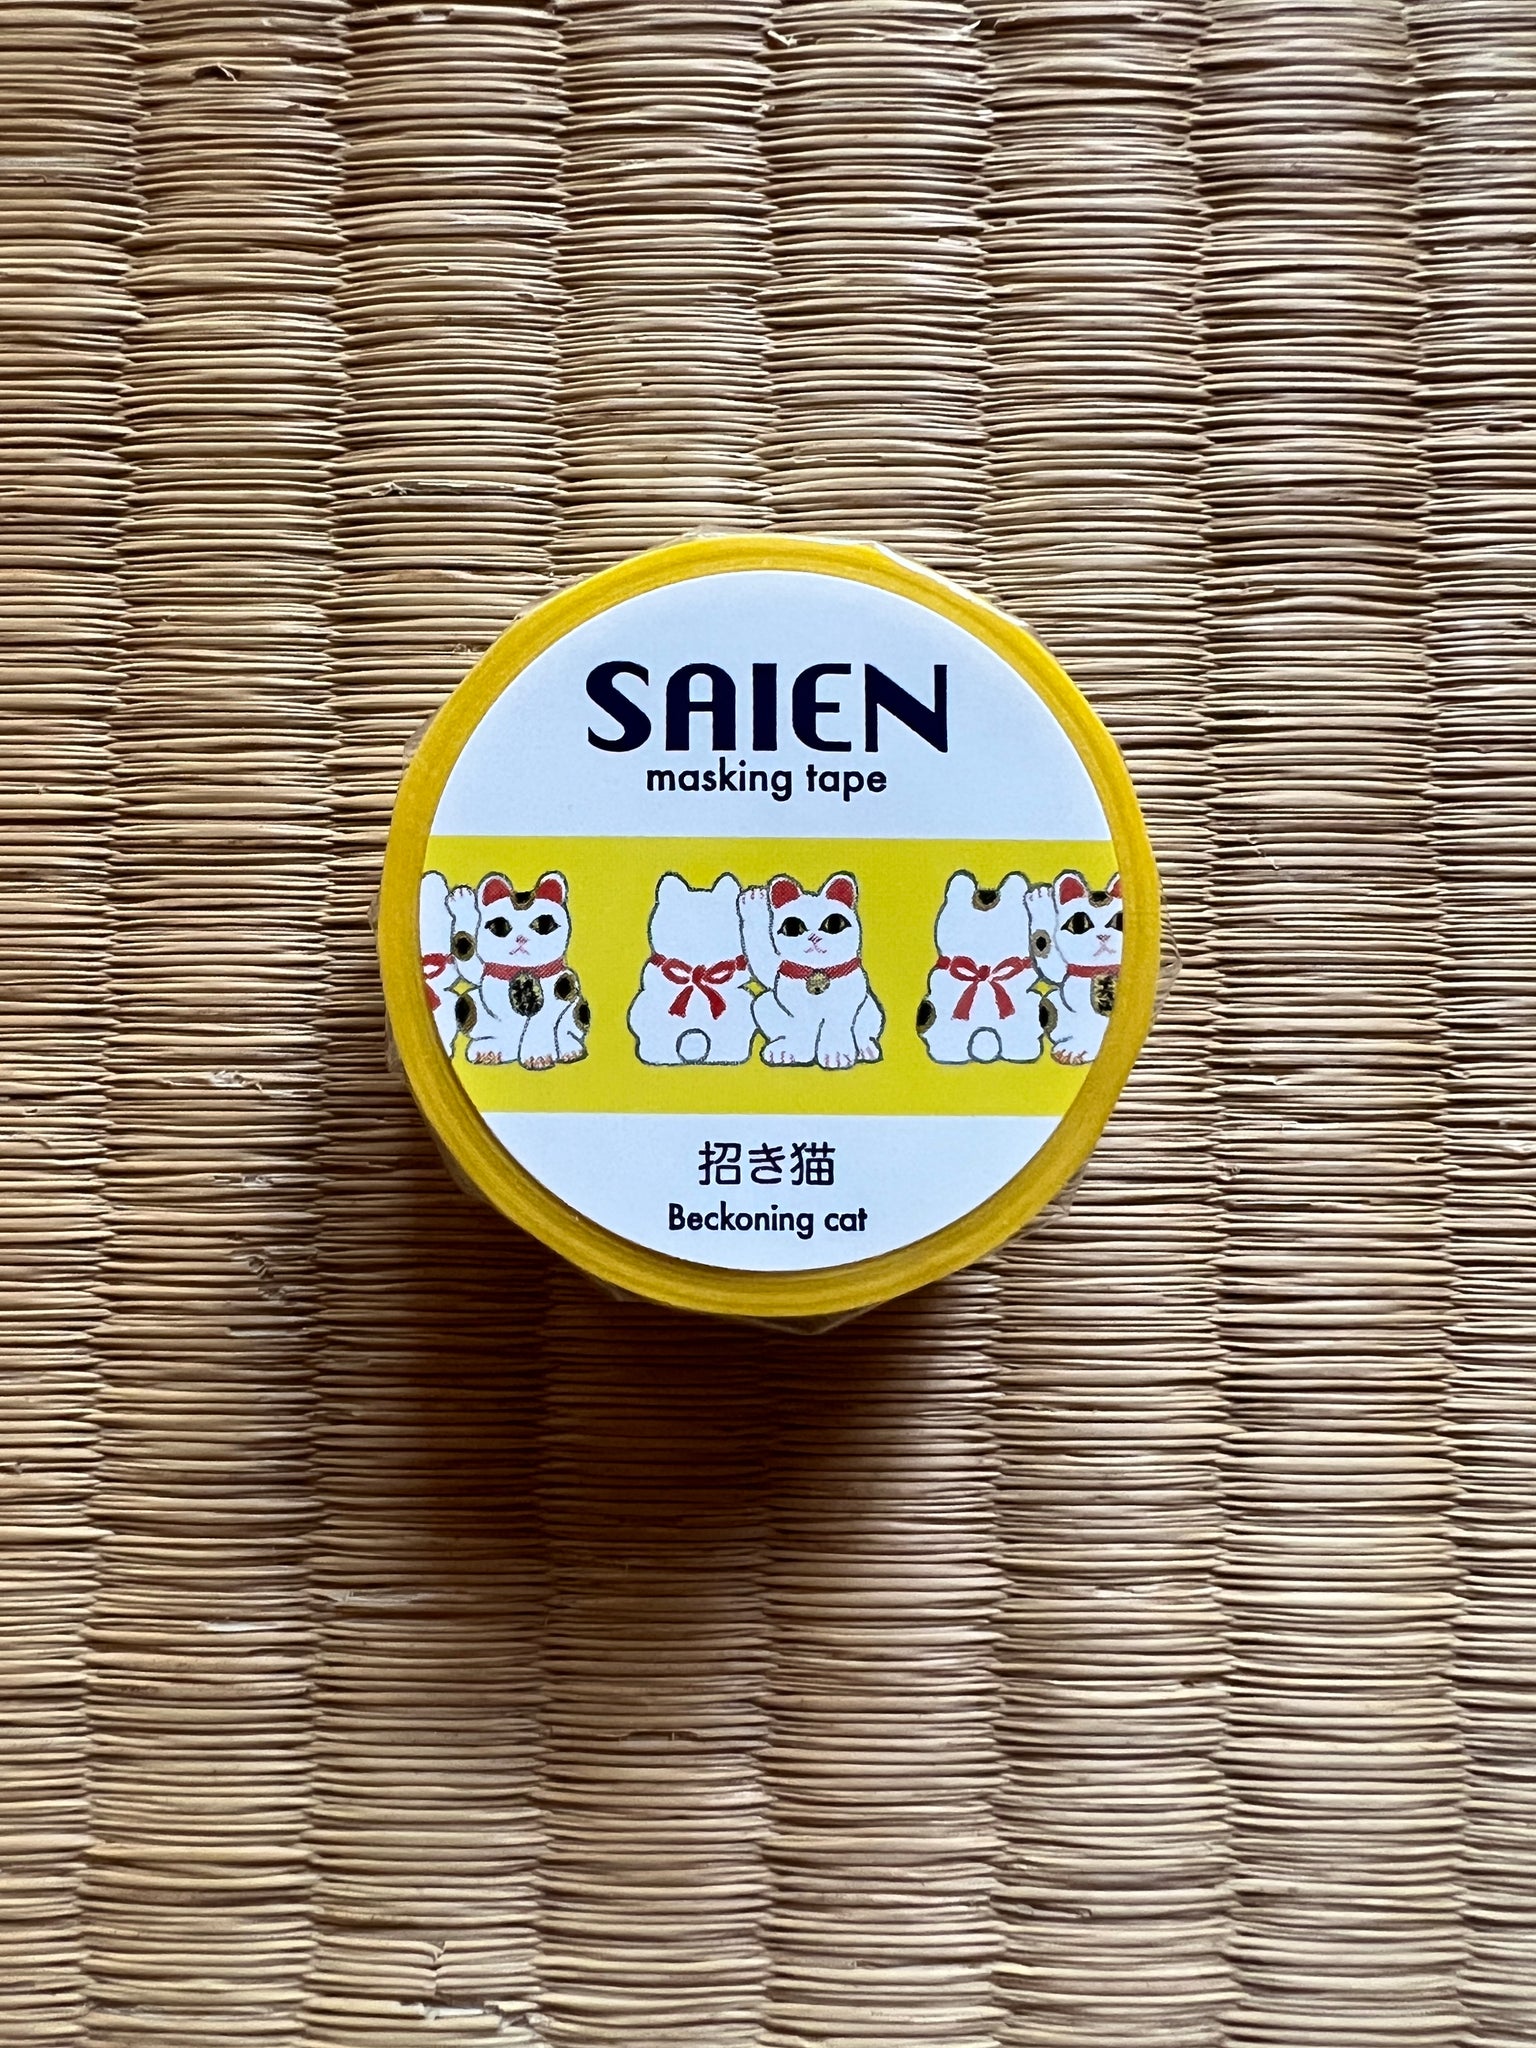 SAIEN
masking tape
招き猫
Beckoning cat